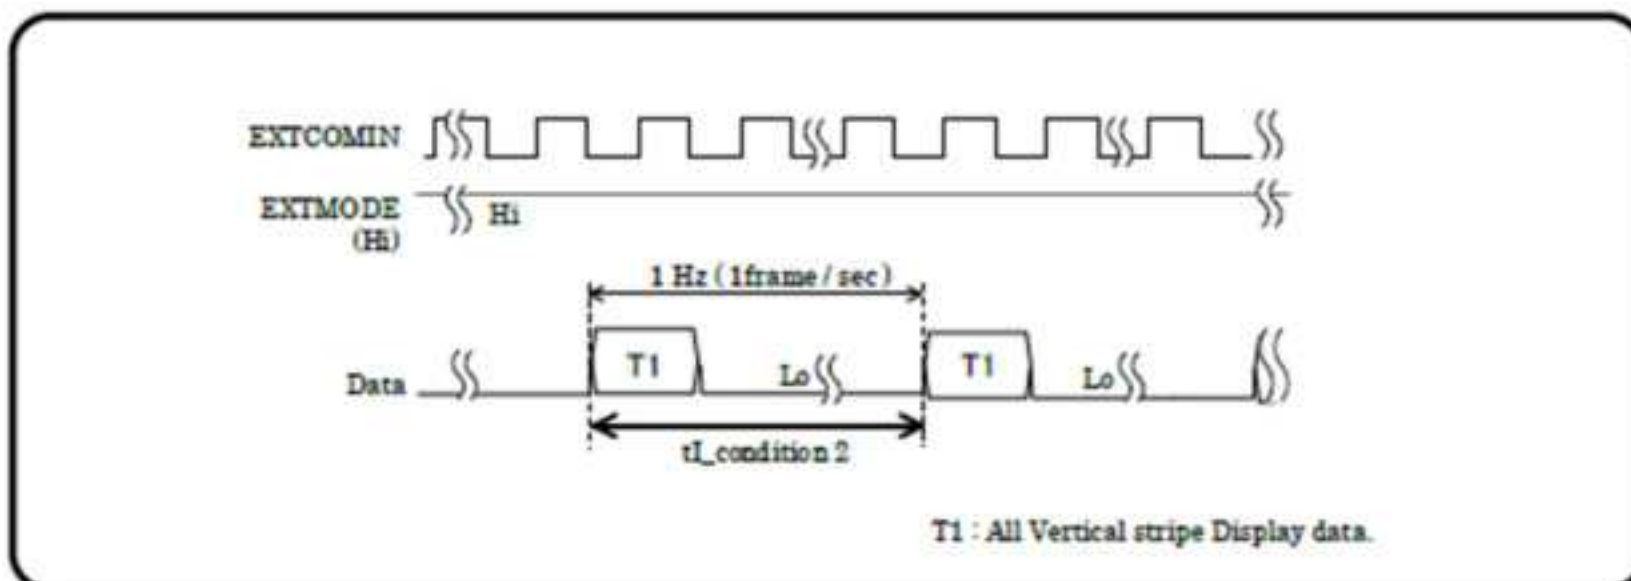 EXTCOMIN
EXTMODE
(Hi)
Hi
1 Hz ( 1frame / sec )
Data
T1
Lo
T1
Lo
tI_condition 2
T1 : All Vertical stripe Display data.